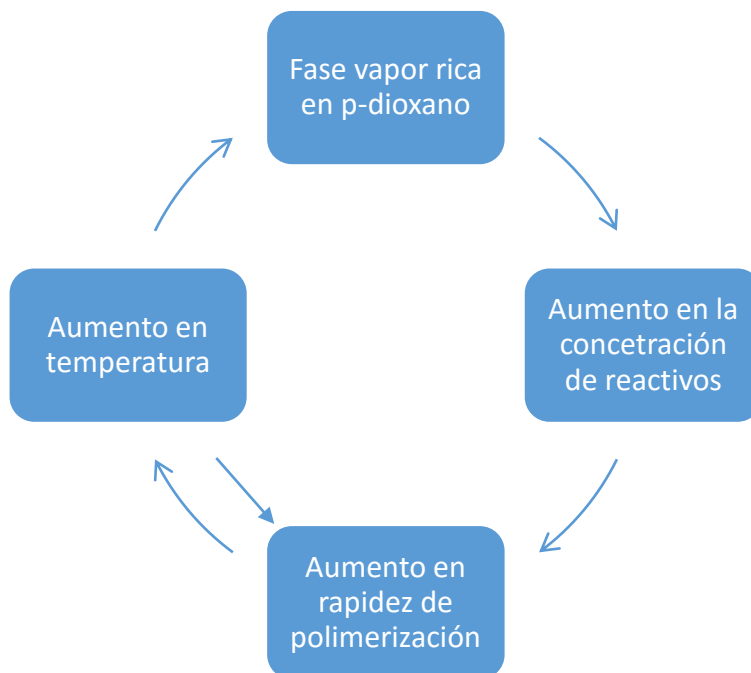 Fase vapor rica
en p-dioxano
Aumento en la
concetración
de reactivos
Aumento en
rapidez de
polimerización
Aumento en
temperatura